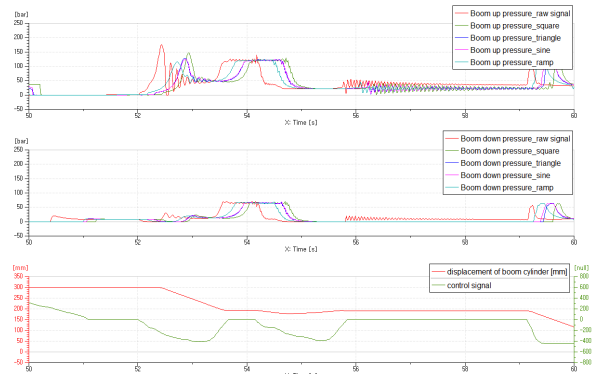 [bar]
250
200
150
100
50
0
-50
50 52 54 56 58 60
X: Time [s]
Boom up pressure_raw signal
Boom up pressure_square
Boom up pressure_triangle
Boom up pressure_sine
Boom up pressure_ramp
[bar]
250
200
150
100
50
0
-50
50 52 54 56 58 60
X: Time [s]
Boom down pressure_raw signal
Boom down pressure_square
Boom down pressure_triangle
Boom down pressure_sine
Boom down pressure_ramp
[mm] [null]
350 800
300 600
250 400
200 200
150 0
100 -200
50 -400
0 -600
-50 -800
50 52 54 56 58 60
X: Time [s]
displacement of boom cylinder [mm]
control signal